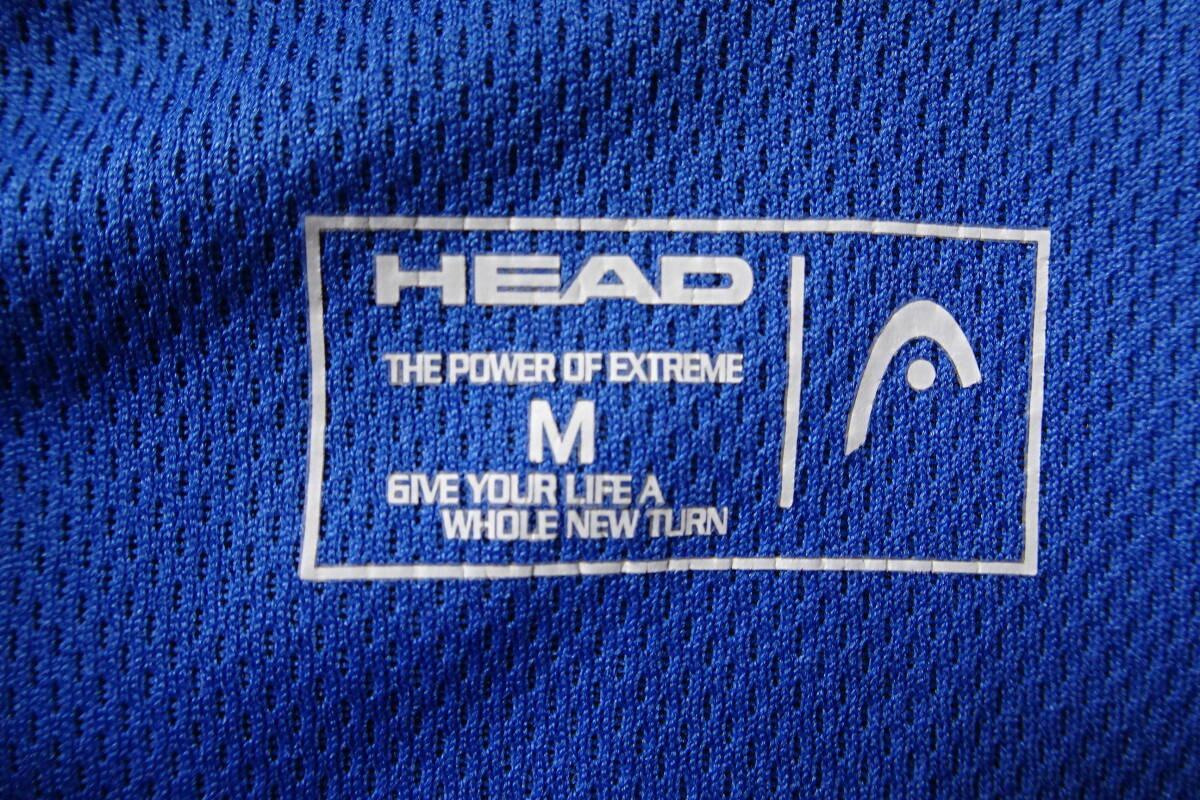 HEAD
THE POWER OF EXTREME
M
GIVE YOUR LIFE A
WHOLE NEW TURN